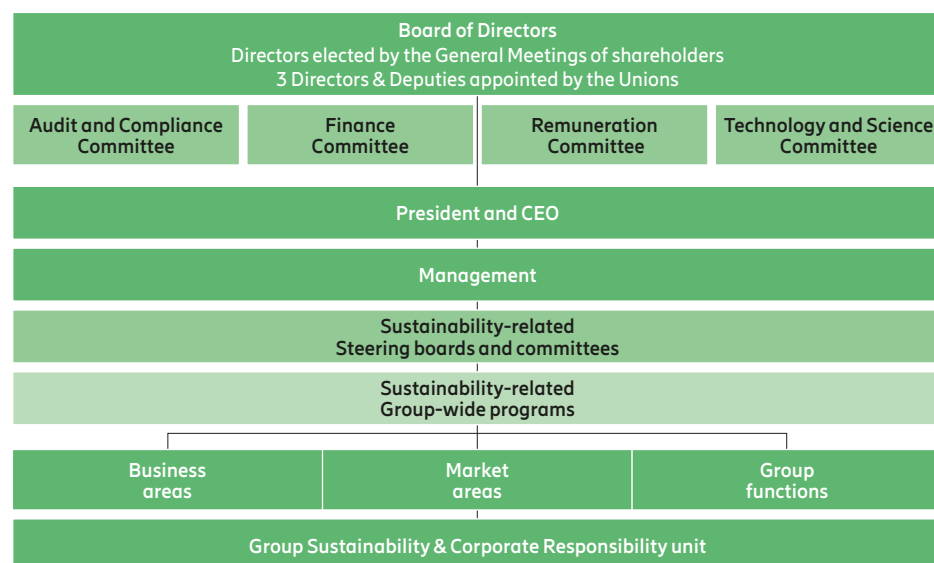 Board of Directors
Directors elected by the General Meetings of shareholders
3 Directors & Deputies appointed by the Unions
Audit and Compliance
Committee
Finance
Committee
Remuneration
Committee
Technology and Science
Committee
President and CEO
Management
Sustainability-related
Steering boards and committees
Sustainability-related
Group-wide programs
Business
areas
Market
areas
Group
functions
Group Sustainability & Corporate Responsibility unit